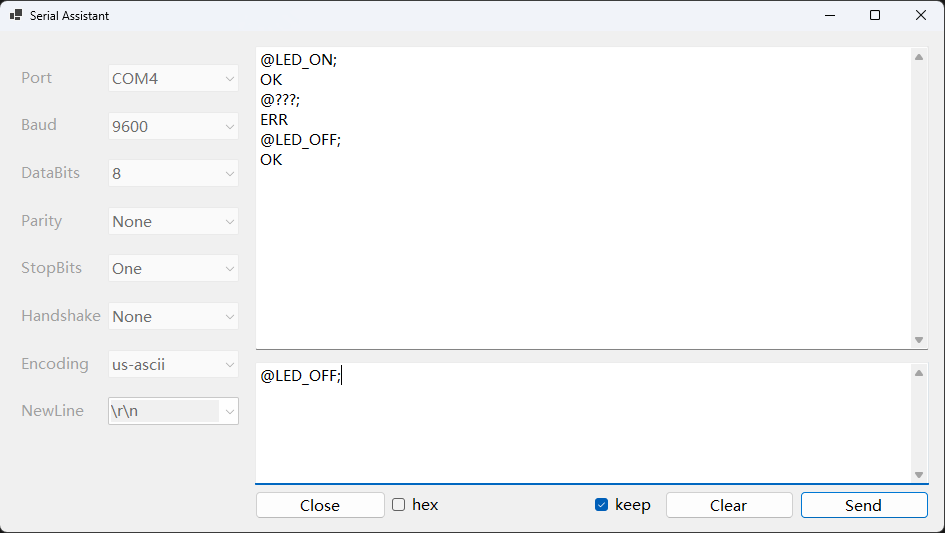 Serial Assistant
Port COM4
Baud 9600
DataBits 8
Parity None
StopBits One
Handshake None
Encoding us-ascii
NewLine \r\n
@LED_ON;
OK
@???;
ERR
@LED_OFF;
OK
@LED_OFF;
Close hex keep Clear Send